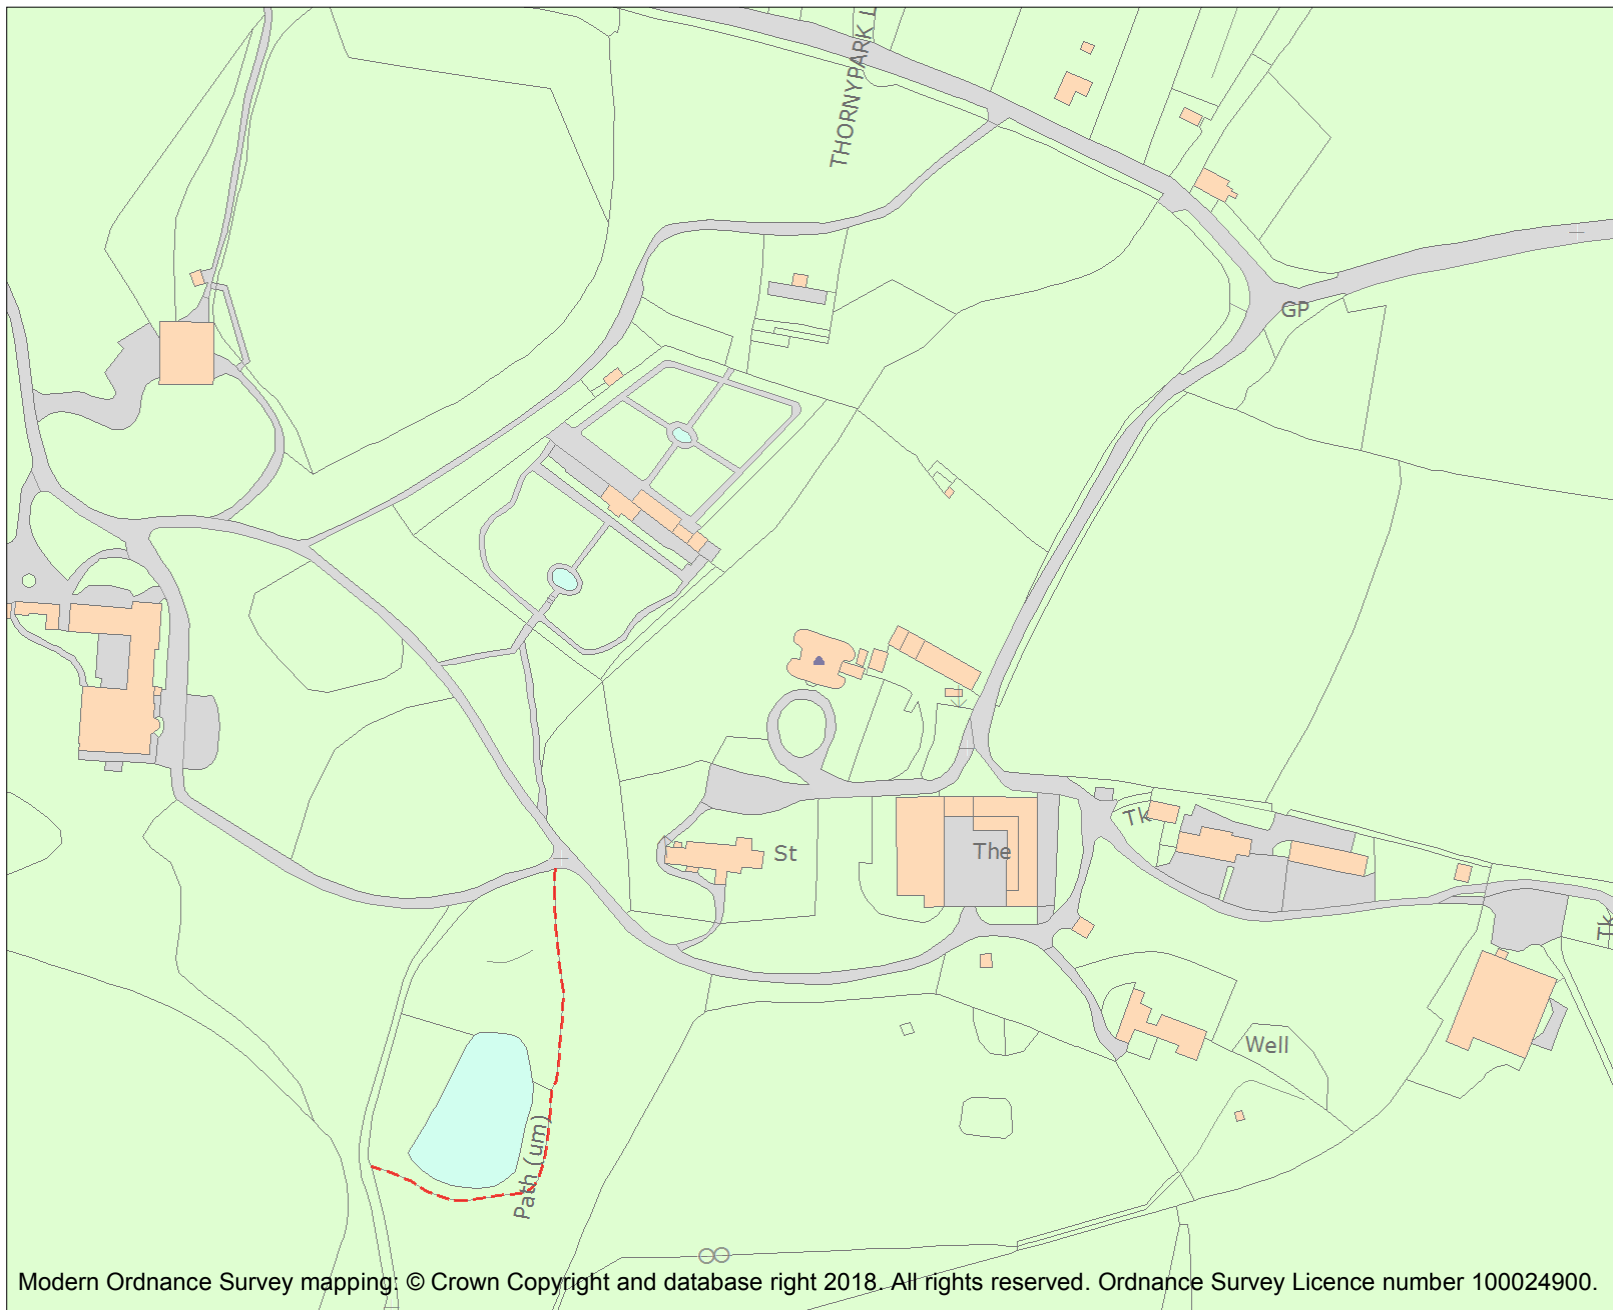 THORNYPARK L
GP
Tk
St
The
Tk
Well
Path (um)
Modern Ordnance Survey mapping: © Crown Copyright and database right 2018. All rights reserved. Ordnance Survey Licence number 100024900.